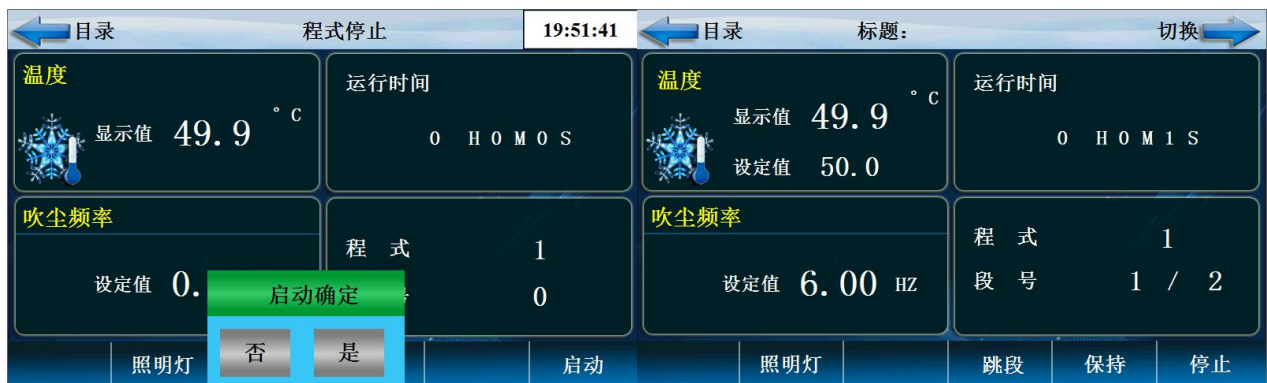 目录 程式停止 19:51:41
温度
显示值 49.9 °C
运行时间
0 H 0 M 0 S
吹尘频率
设定值 0.
程 式 1
0
启动确定
否 是
照明灯 启动
目录 标题: 切换
温度
显示值 49.9 °C
设定值 50.0
运行时间
0 H 0 M 1 S
吹尘频率
设定值 6.00 HZ
程 式 1
段 号 1 / 2
照明灯 跳段 保持 停止